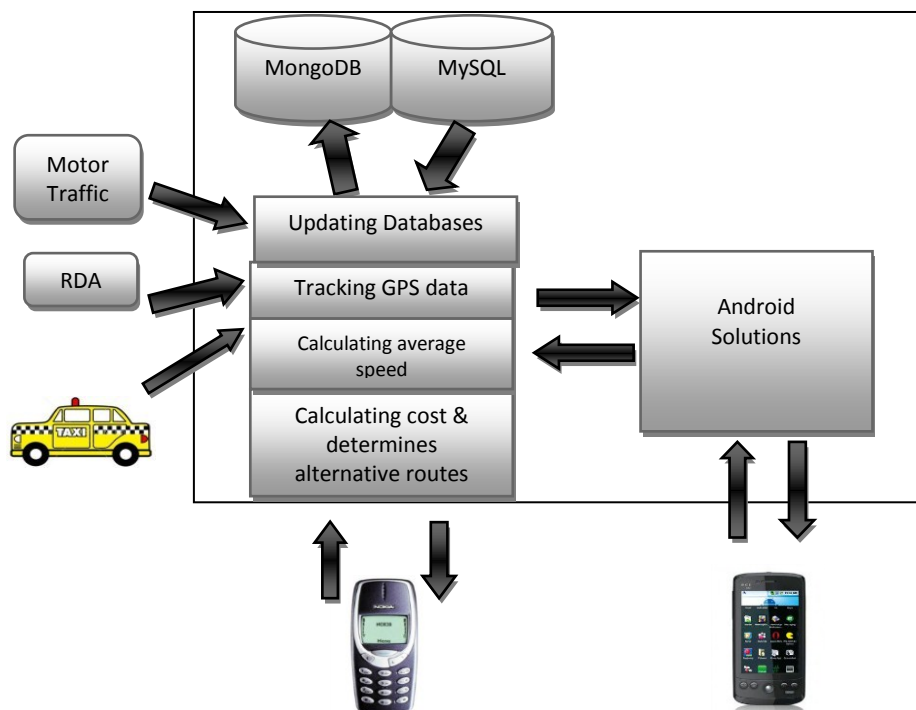 MongoDB
MySQL
Motor
Traffic
Updating Databases
RDA
Tracking GPS data
Android
Solutions
Calculating average
speed
TAXI
Calculating cost &
determines
alternative routes
NOKIA